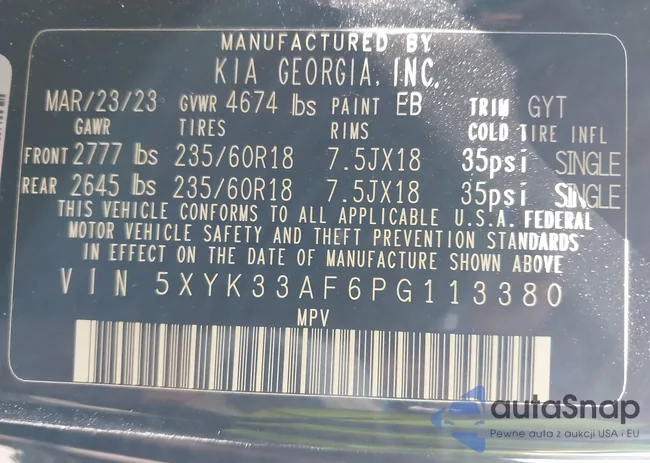 MANUFACTURED BY
KIA GEORGIA, INC.
MAR/23/23 GVWR 4674 lbs PAINT EB TRIM GYT
GAWR TIRES RIMS COLD TIRE INFL
FRONT 2777 lbs 235/60R18 7.5JX18 35psi SINGLE
REAR 2645 lbs 235/60R18 7.5JX18 35psi SINGLE
THIS VEHICLE CONFORMS TO ALL APPLICABLE U.S.A. FEDERAL
MOTOR VEHICLE SAFETY AND THEFT PREVENTION STANDARDS
IN EFFECT ON THE DATE OF MANUFACTURE SHOWN ABOVE
VIN 5XYK33AF6PG113380
MPV
autaSnap
Pewne auta z aukcji USA i EU